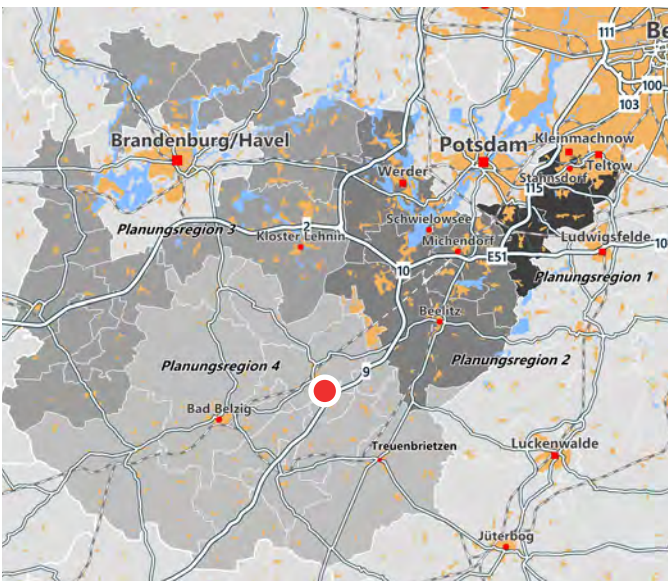 111
Be
100
103
Brandenburg/Havel
Potsdam
Kleinmachnow
Teltow
Werder
Stahnsdorf
115
Schwielowsee
Planungsregion 3
2
Kloster Lehnin
Michendorf
Ludwigsfelde
10
E51
10
Planungsregion 1
Beelitz
Planungsregion 4
9
Planungsregion 2
Bad Belzig
Treuenbrietzen
Luckenwalde
Jüterbog